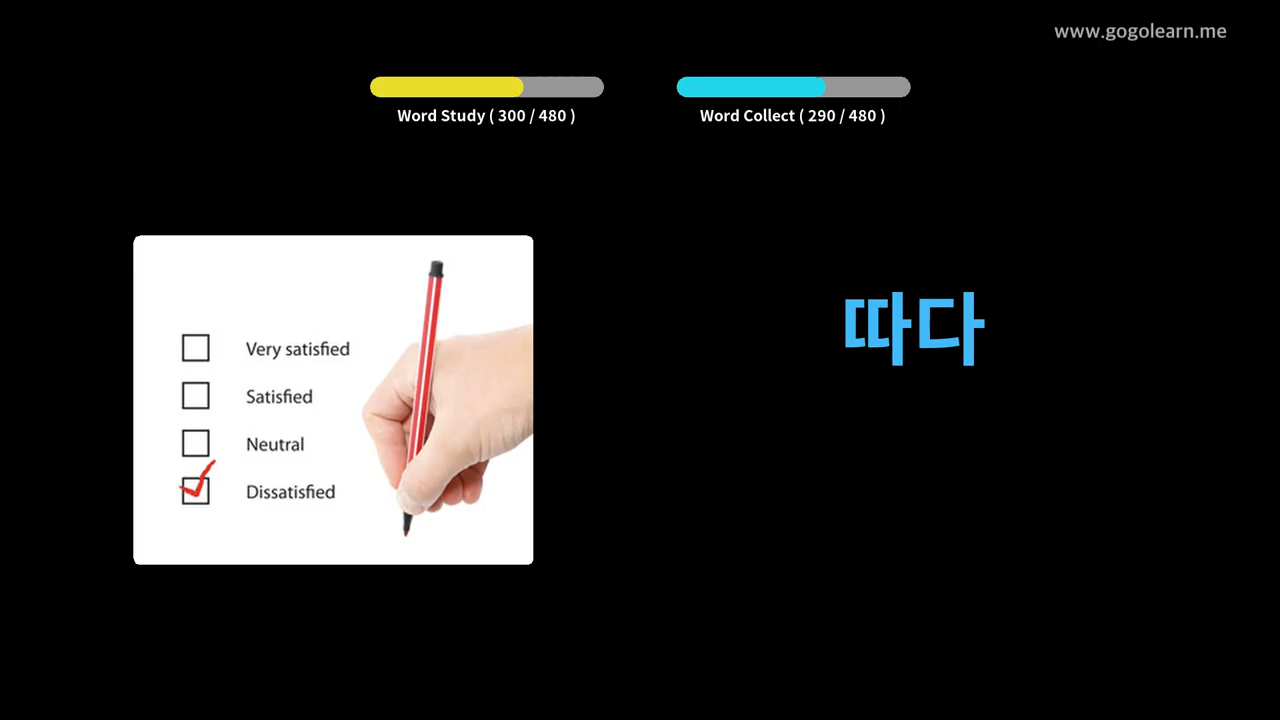 www.gogolearn.me
Word Study ( 300 / 480 )
Word Collect ( 290 / 480 )
Very satisfied
Satisfied
Neutral
Dissatisfied
따다